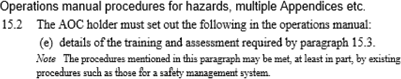 Operations manual procedures for hazards, multiple Appendices etc.
15.2 The AOC holder must set out the following in the operations manual:
(e) details of the training and assessment required by paragraph 15.3.
Note The procedures mentioned in this paragraph may be met, at least in part, by existing
procedures such as those for a safety management system.